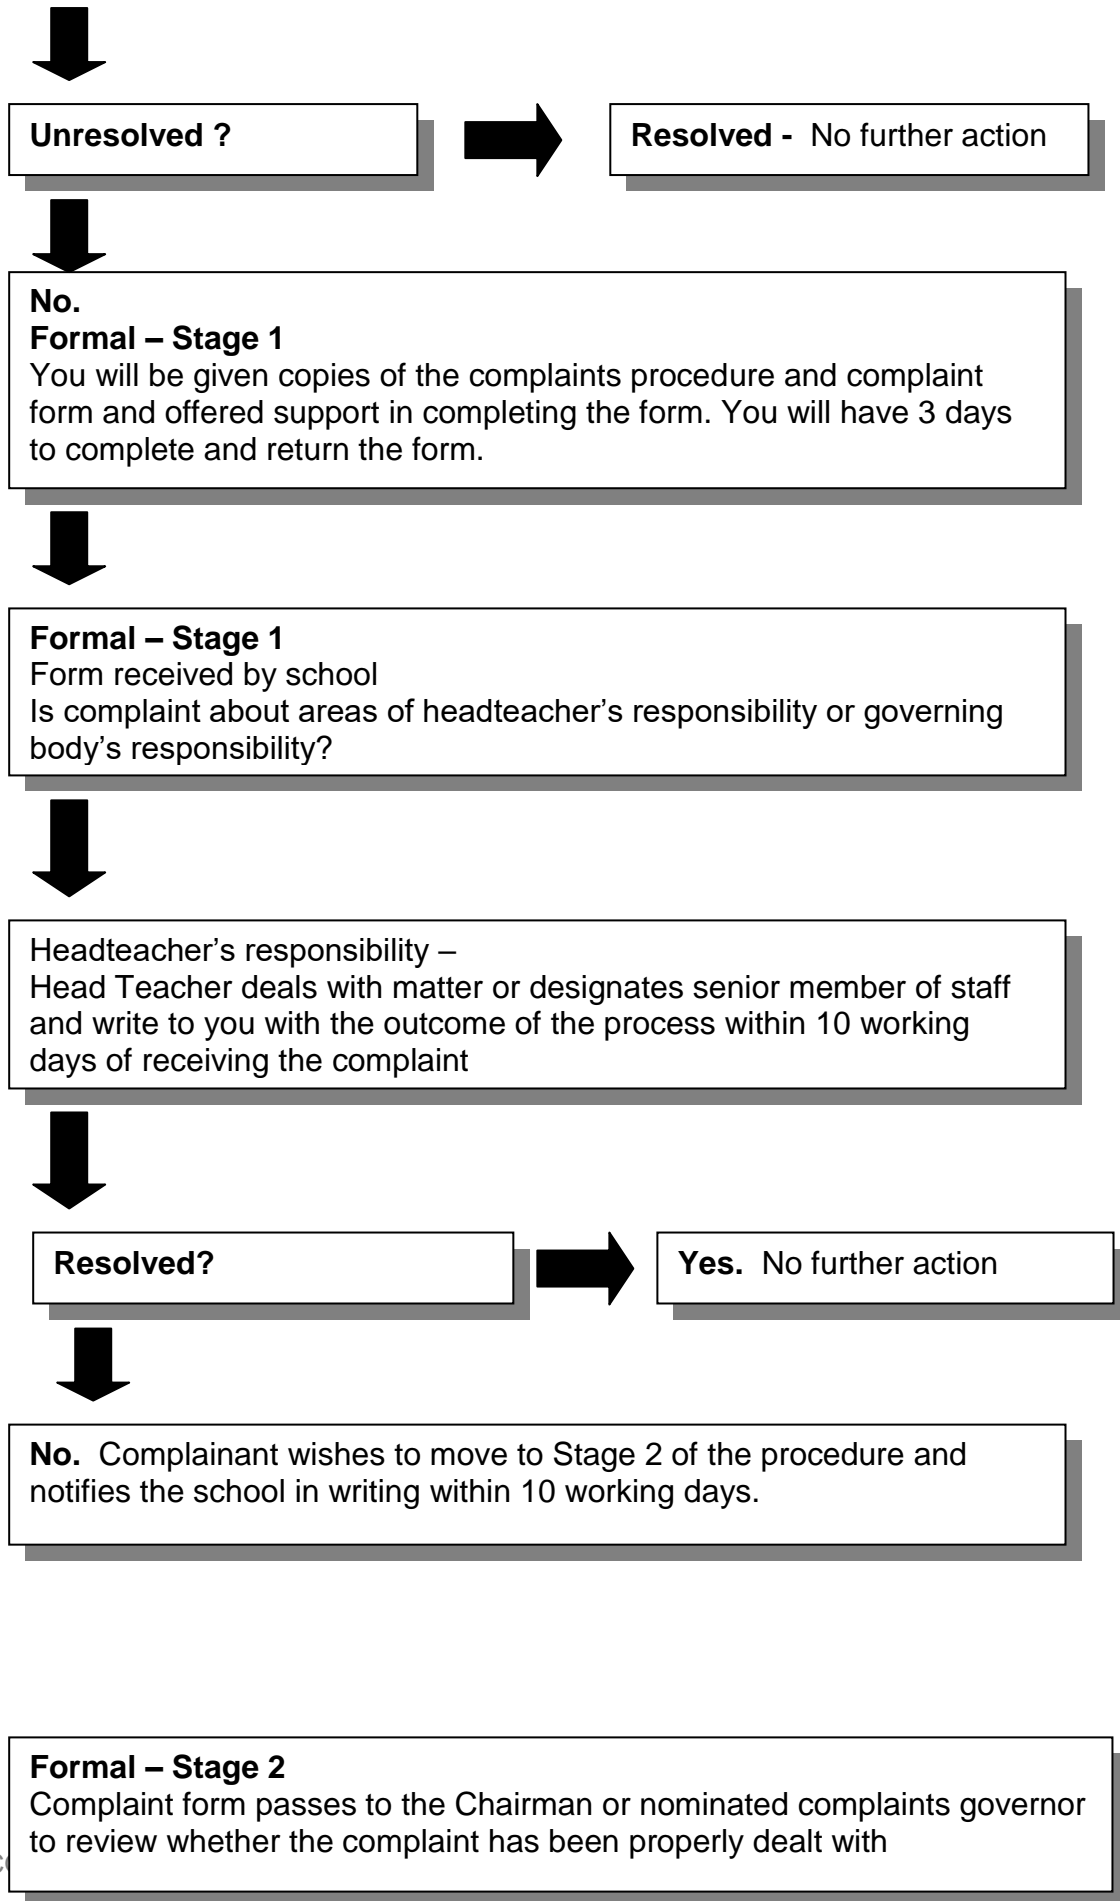 Unresolved ?
Resolved - No further action
No.
Formal – Stage 1
You will be given copies of the complaints procedure and complaint
form and offered support in completing the form. You will have 3 days
to complete and return the form.
Formal – Stage 1
Form received by school
Is complaint about areas of headteacher’s responsibility or governing
body’s responsibility?
Headteacher’s responsibility –
Head Teacher deals with matter or designates senior member of staff
and write to you with the outcome of the process within 10 working
days of receiving the complaint
Resolved?
Yes. No further action
No. Complainant wishes to move to Stage 2 of the procedure and
notifies the school in writing within 10 working days.
Formal – Stage 2
Complaint form passes to the Chairman or nominated complaints governor
to review whether the complaint has been properly dealt with